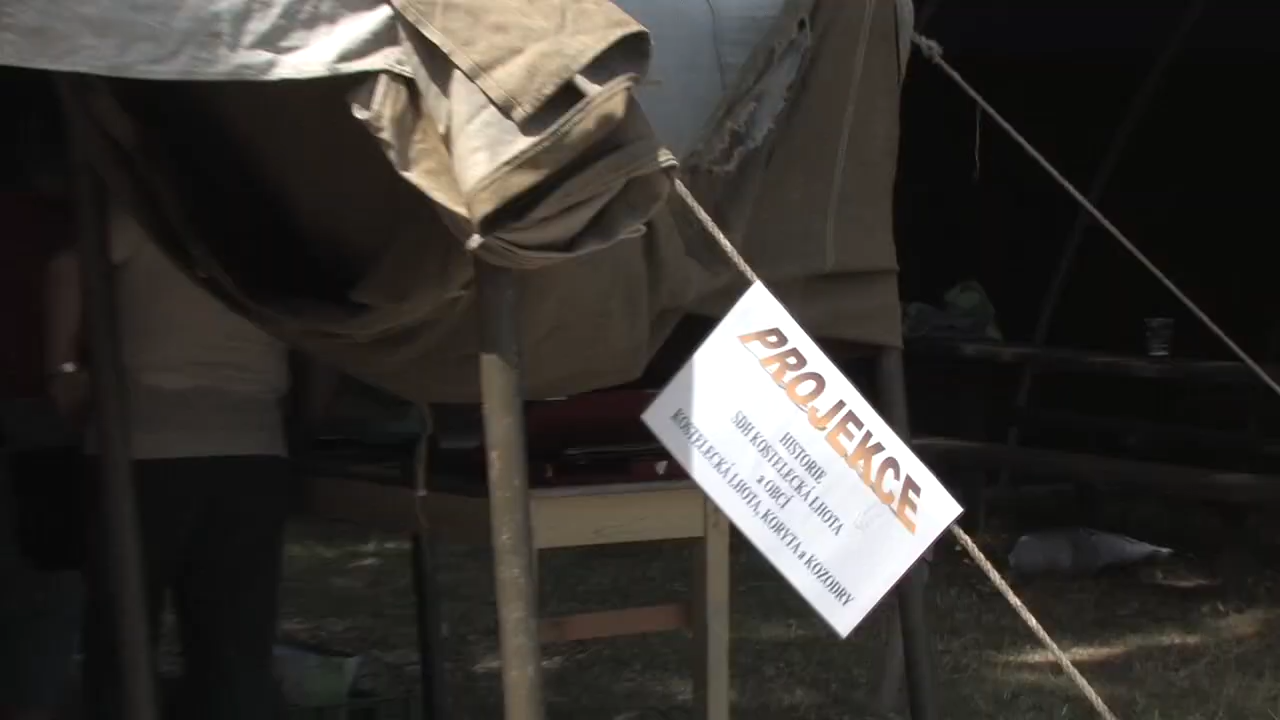 PROJEKCE
HISTORIE
SDH KOSTELECKÁ LHOTA
a OBCÍ
KOSTELECKÁ LHOTA, KORYTA a KOZODRY